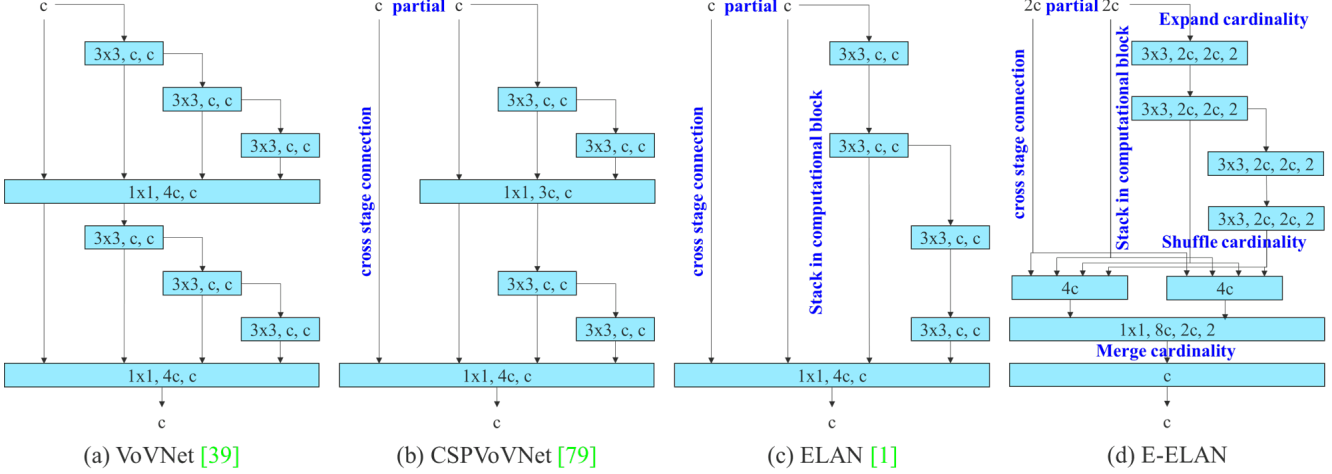 c
3x3, c, c
3x3, c, c
3x3, c, c
1x1, 4c, c
3x3, c, c
3x3, c, c
3x3, c, c
1x1, 4c, c
c
(a) VoVNet [39]
c partial c
cross stage connection
3x3, c, c
3x3, c, c
1x1, 3c, c
3x3, c, c
3x3, c, c
1x1, 4c, c
c
(b) CSPVoVNet [79]
c partial c
cross stage connection
Stack in computational block
3x3, c, c
3x3, c, c
3x3, c, c
3x3, c, c
1x1, 4c, c
c
(c) ELAN [1]
2c partial 2c
Expand cardinality
cross stage connection
Stack in computational block
3x3, 2c, 2c, 2
3x3, 2c, 2c, 2
3x3, 2c, 2c, 2
3x3, 2c, 2c, 2
Shuffle cardinality
4c 4c
1x1, 8c, 2c, 2
Merge cardinality
c
c
(d) E-ELAN